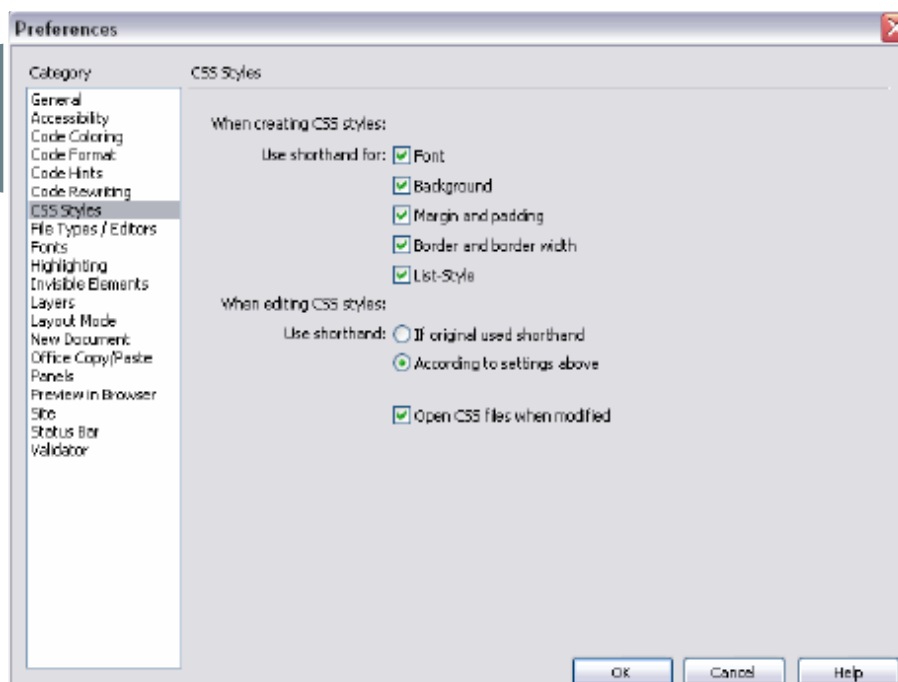 Preferences
Category
General
Accessibility
Code Coloring
Code Format
Code Hints
Code Rewriting
CSS Styles
File Types / Editors
Fonts
Highlighting
Invisible Elements
Layers
Layout Mode
New Document
Office Copy/Paste
Panels
Preview in Browser
Site
Status Bar
Validator
CSS Styles
When creating CSS styles:
Use shorthand for: Font
Background
Margin and padding
Border and border width
List-Style
When editing CSS styles:
Use shorthand: If original used shorthand
According to settings above
Open CSS files when modified
OK Cancel Help